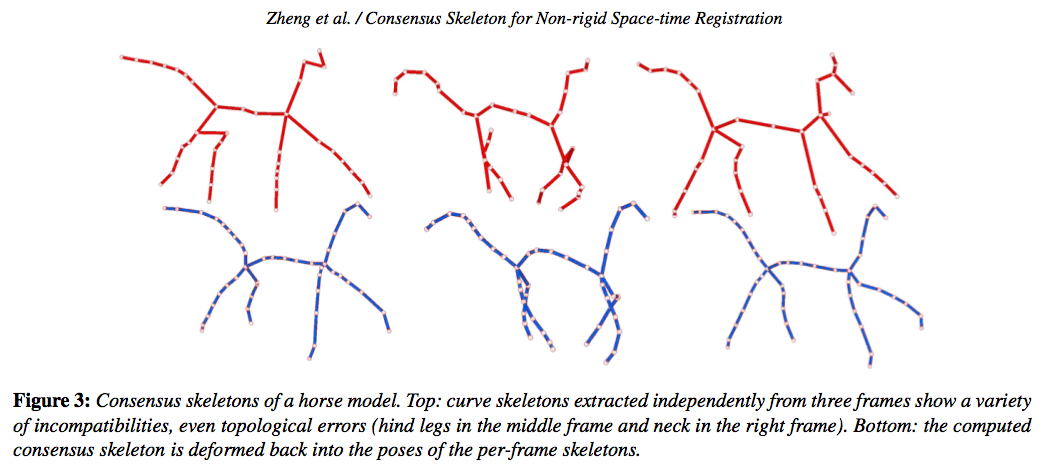 Zheng et al. / Consensus Skeleton for Non-rigid Space-time Registration
Figure 3: Consensus skeletons of a horse model. Top: curve skeletons extracted independently from three frames show a variety
of incompatibilities, even topological errors (hind legs in the middle frame and neck in the right frame). Bottom: the computed
consensus skeleton is deformed back into the poses of the per-frame skeletons.